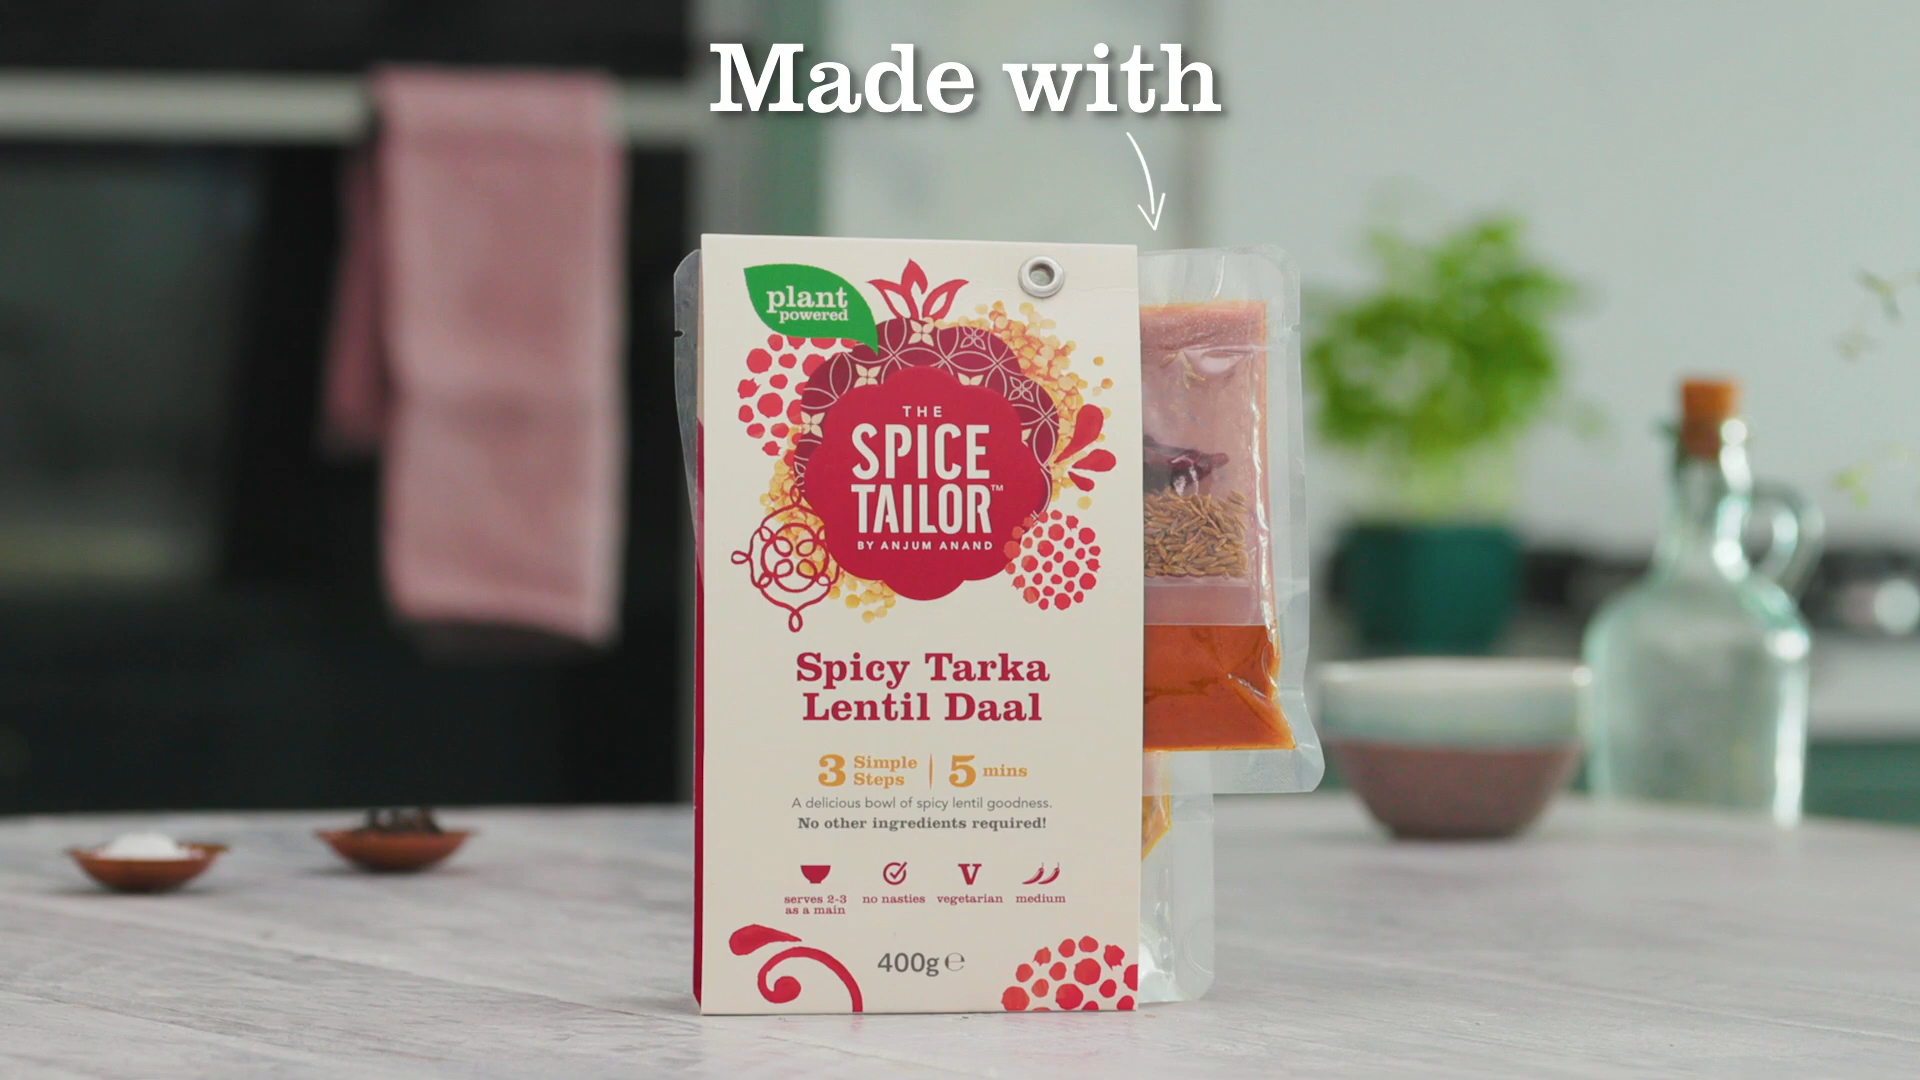 Made with
plant
powered
THE
SPICE
TAILOR™
BY ANJUM ANAND
Spicy Tarka
Lentil Daal
3 Simple Steps | 5 mins
A delicious bowl of spicy lentil goodness.
No other ingredients required!
serves 2-3
as a main
no nasties
V
vegetarian
medium
400g ℮